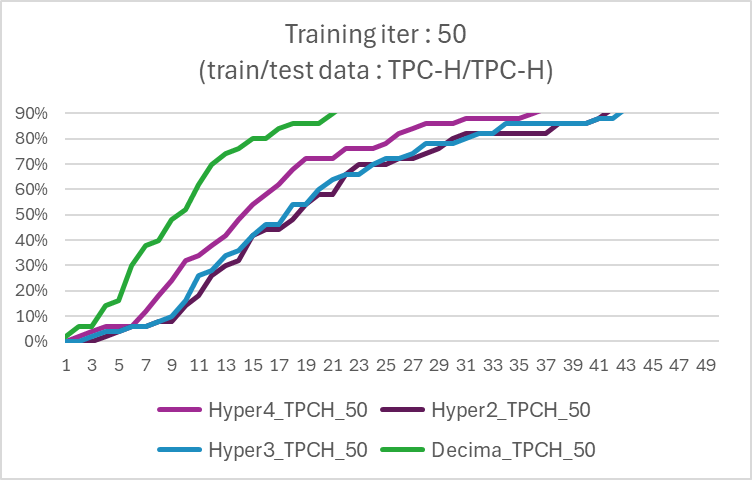 Training iter : 50
(train/test data : TPC-H/TPC-H)
90%
80%
70%
60%
50%
40%
30%
20%
10%
0%
1 3 5 7 9 11 13 15 17 19 21 23 25 27 29 31 33 35 37 39 41 43 45 47 49
Hyper4_TPCH_50 Hyper2_TPCH_50
Hyper3_TPCH_50 Decima_TPCH_50